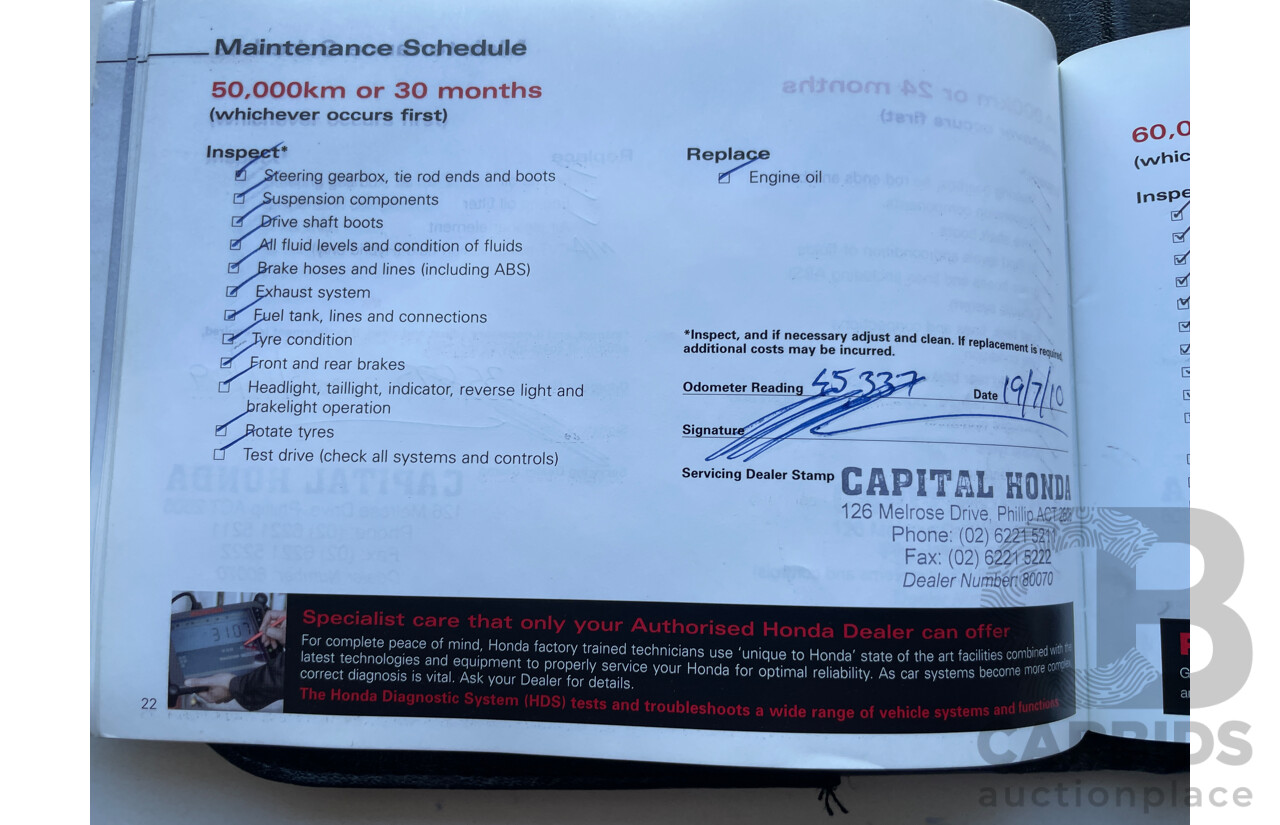 Maintenance Schedule
50,000km or 30 months
(whichever occurs first)
Inspect*
Steering gearbox, tie rod ends and boots
Suspension components
Drive shaft boots
All fluid levels and condition of fluids
Brake hoses and lines (including ABS)
Exhaust system
Fuel tank, lines and connections
Tyre condition
Front and rear brakes
Headlight, taillight, indicator, reverse light and
brakelight operation
Rotate tyres
Test drive (check all systems and controls)
Replace
Engine oil
*Inspect, and if necessary adjust and clean. If replacement is required,
additional costs may be incurred.
Odometer Reading 45,337 Date 19/7/10
Signature
Servicing Dealer Stamp CAPITAL HONDA
126 Melrose Drive, Phillip ACT
Phone: (02) 6221 5211
Fax: (02) 6221 5222
Dealer Number: 80070
Specialist care that only your Authorised Honda Dealer can offer
For complete peace of mind, Honda factory trained technicians use 'unique to Honda' state of the art facilities combined with the
latest technologies and equipment to properly service your Honda for optimal reliability. As car systems become more
correct diagnosis is vital. Ask your Dealer for details.
The Honda Diagnostic System (HDS) tests and troubleshoots a wide range of vehicle systems and functions
22
60,0
(whic
Inspe
CARBIDS
auctionplace